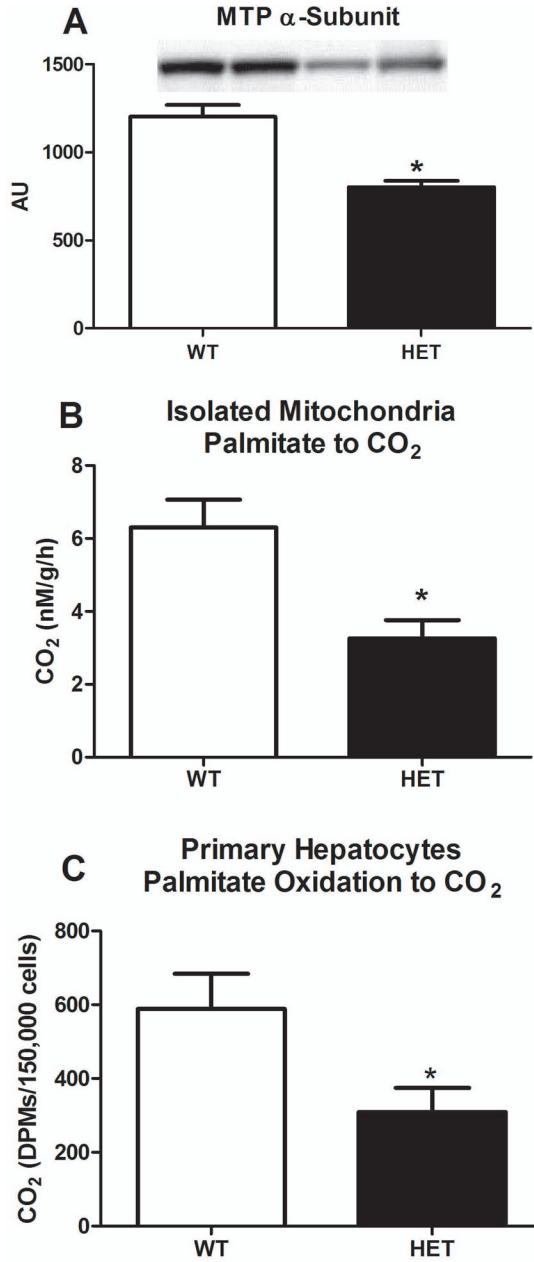 A
MTP α-Subunit
1500
1000
500
0
AU
*
WT
HET
B
Isolated Mitochondria
Palmitate to CO₂
8
6
4
2
0
CO₂ (nM/g/h)
*
WT
HET
C
Primary Hepatocytes
Palmitate Oxidation to CO₂
800
600
400
200
0
CO₂ (DPMs/150,000 cells)
*
WT
HET